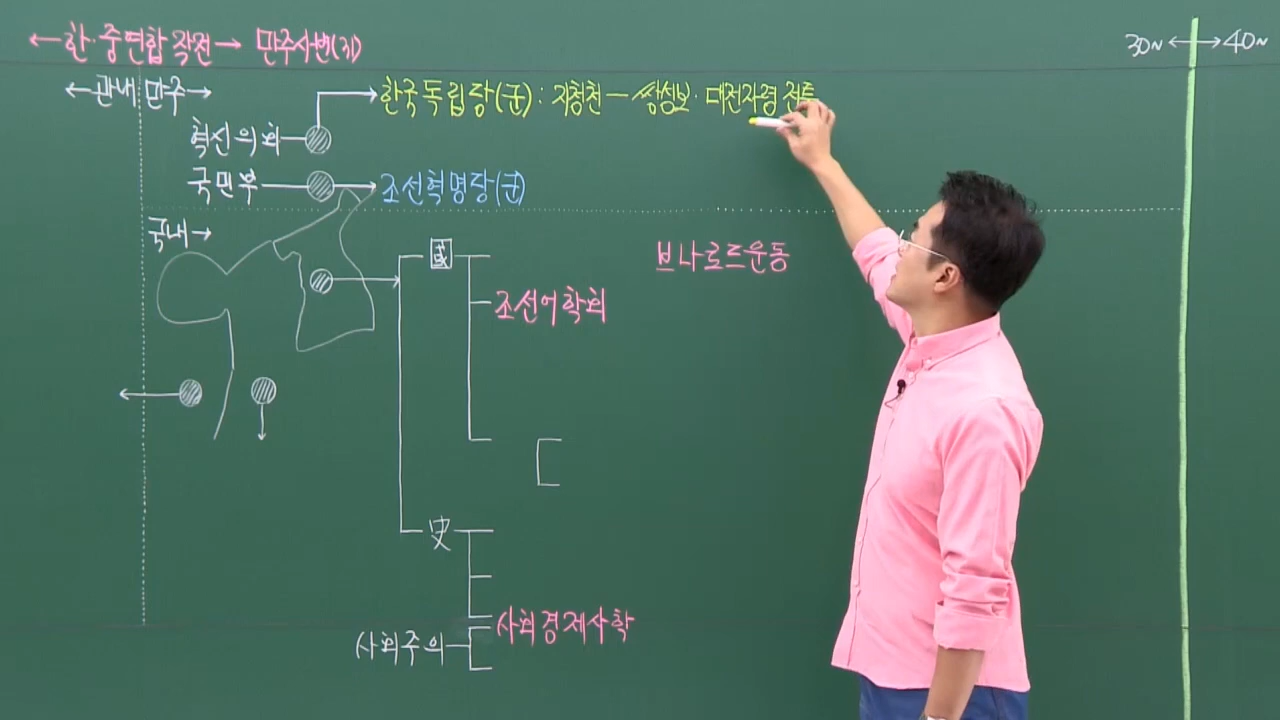 ←한·중연합 작전→ 만주사변(31)
30s ←→ 40s
←관내 만주→
한국독립당(군) : 지청천 — 쌍성보· 대전자령 전투
혁신의회
국민부 조선혁명당(군)
국내→
國
브나로드운동
조선어학회
史
사회경제사학
사회주의